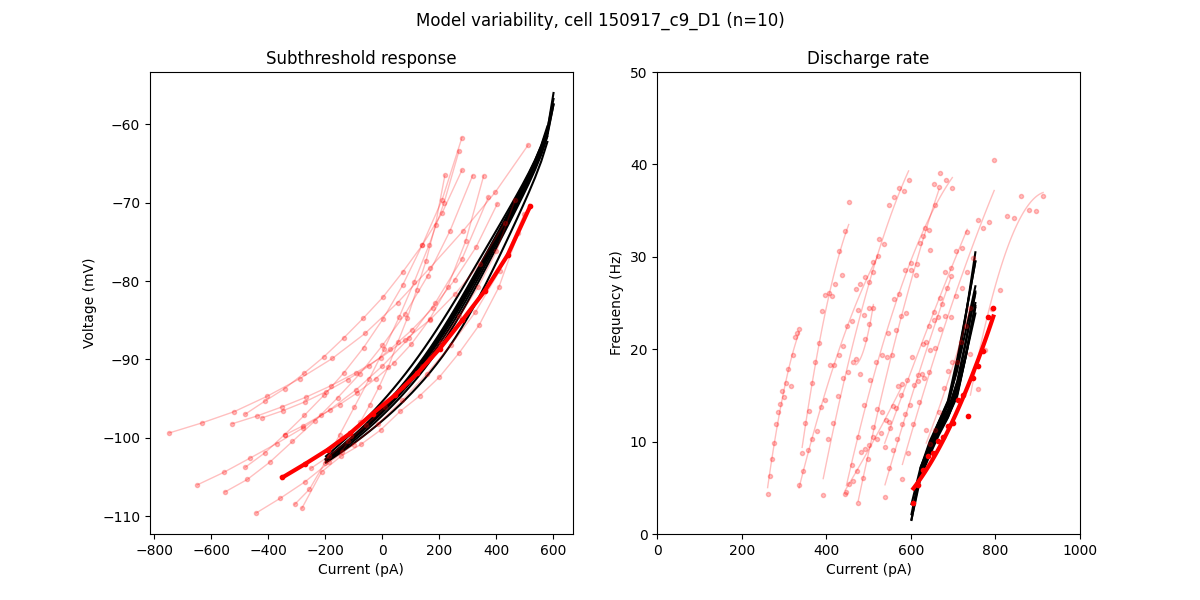 Model variability, cell 150917_c9_D1 (n=10)
Subthreshold response
Voltage (mV)
−60
−70
−80
−90
−100
−110
−800 −600 −400 −200 0 200 400 600
Current (pA)
Discharge rate
Frequency (Hz)
50
40
30
20
10
0
0 200 400 600 800 1000
Current (pA)